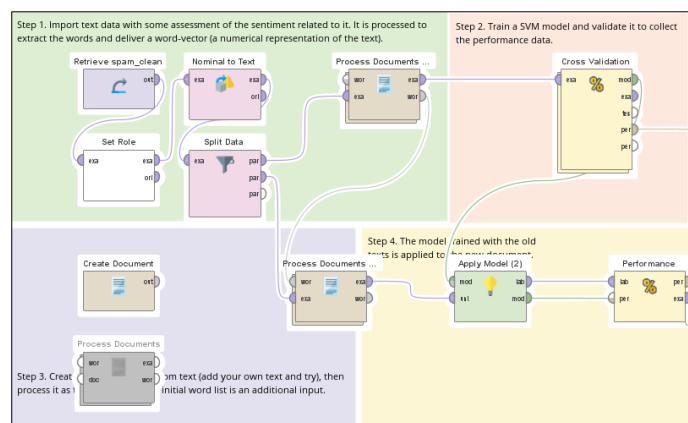 Step 1. Import text data with some assessment of the sentiment related to it. It is processed to
extract the words and deliver a word-vector (a numerical representation of the text).
Retrieve spam_clean
out
Nominal to Text
exa
exa
ori
Process Documents ...
wor
exa
exa
wor
Set Role
exa
exa
ori
Split Data
exa
par
par
par
Step 2. Train a SVM model and validate it to collect
the performance data.
Cross Validation
exa
mod
exa
tes
per
per
Create Document
out
Process Documents ...
wor
exa
exa
wor
Process Documents
wor
doc
exa
wor
Step 3. Creat
om text (add your own text and try), then
process it as
initial word list is an additional input.
Step 4. The model trained with the old
texts is applied to the new document.
Apply Model (2)
mod
unl
lab
mod
Performance
lab
per
per
exa